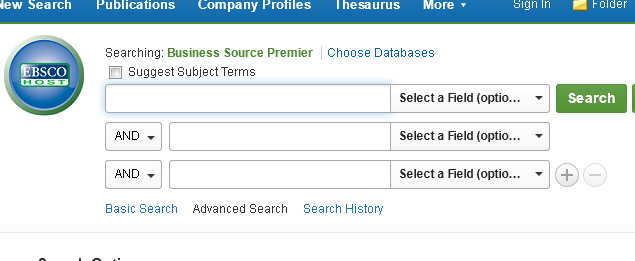 New Search Publications Company Profiles Thesaurus More Sign In Folder
Searching: Business Source Premier Choose Databases
Suggest Subject Terms
EBSCO
HOST
Select a Field (optio... Search
AND Select a Field (optio...
AND Select a Field (optio...
Basic Search Advanced Search Search History